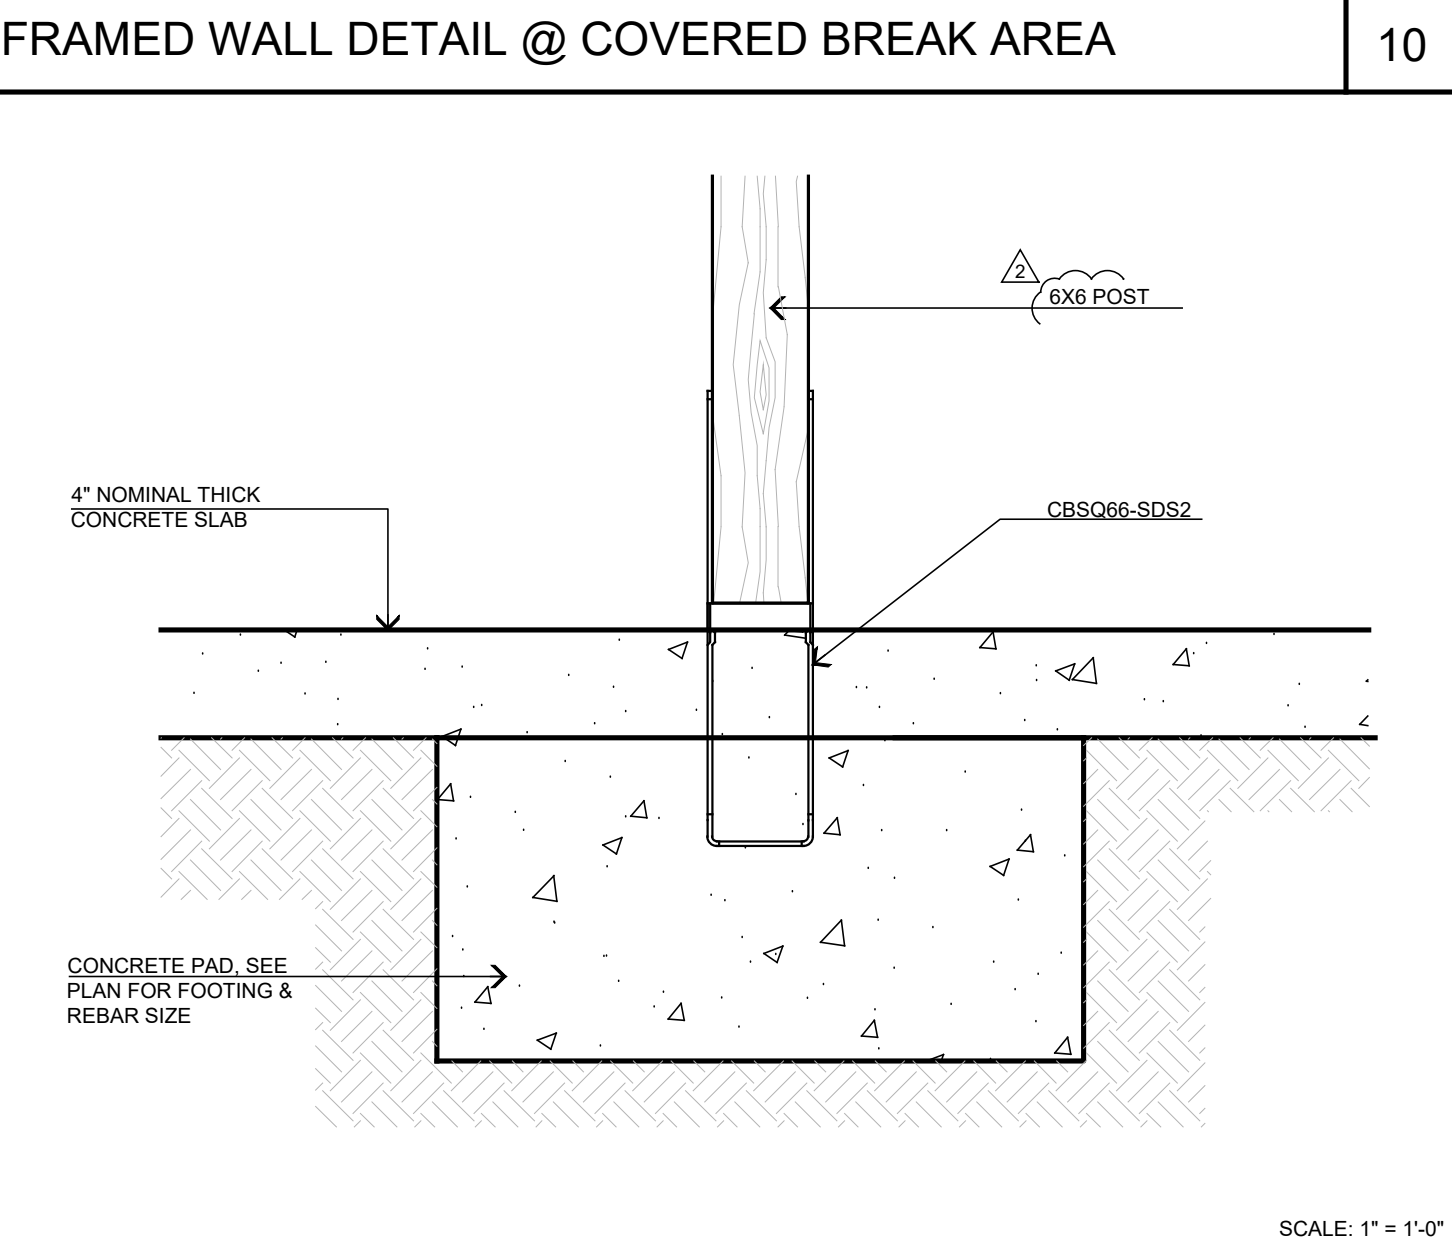 FRAMED WALL DETAIL @ COVERED BREAK AREA
10
2
6X6 POST
4" NOMINAL THICK
CONCRETE SLAB
CBSQ66-SDS2
CONCRETE PAD, SEE
PLAN FOR FOOTING &
REBAR SIZE
SCALE: 1" = 1'-0"